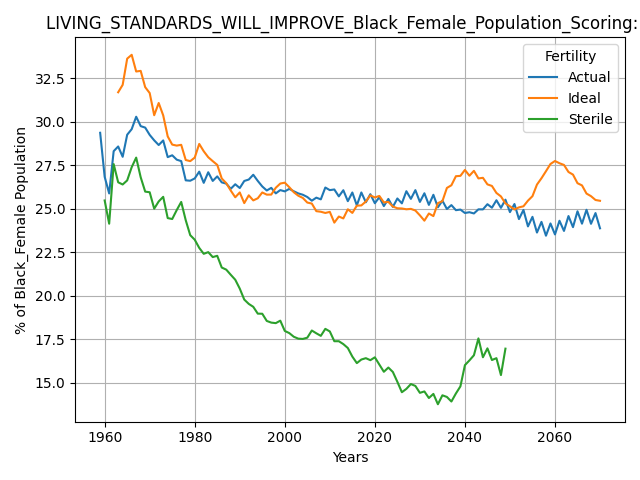 LIVING_STANDARDS_WILL_IMPROVE_Black_Female_Population_Scoring:
Fertility
Actual
Ideal
Sterile
% of Black_Female Population
32.5
30.0
27.5
25.0
22.5
20.0
17.5
15.0
1960 1980 2000 2020 2040 2060
Years